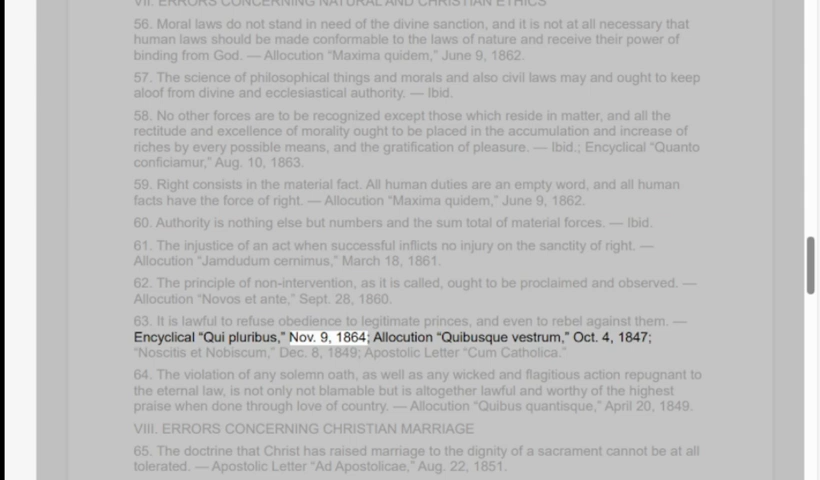 VII. ERRORS CONCERNING NATURAL AND CHRISTIAN ETHICS
56. Moral laws do not stand in need of the divine sanction, and it is not at all necessary that
human laws should be made conformable to the laws of nature and receive their power of
binding from God. — Allocution “Maxima quidem,” June 9, 1862.
57. The science of philosophical things and morals and also civil laws may and ought to keep
aloof from divine and ecclesiastical authority. — Ibid.
58. No other forces are to be recognized except those which reside in matter, and all the
rectitude and excellence of morality ought to be placed in the accumulation and increase of
riches by every possible means, and the gratification of pleasure. — Ibid.; Encyclical “Quanto
conficiamur,” Aug. 10, 1863.
59. Right consists in the material fact. All human duties are an empty word, and all human
facts have the force of right. — Allocution “Maxima quidem,” June 9, 1862.
60. Authority is nothing else but numbers and the sum total of material forces. — Ibid.
61. The injustice of an act when successful inflicts no injury on the sanctity of right. —
Allocution “Jamdudum cernimus,” March 18, 1861.
62. The principle of non-intervention, as it is called, ought to be proclaimed and observed. —
Allocution “Novos et ante,” Sept. 28, 1860.
63. It is lawful to refuse obedience to legitimate princes, and even to rebel against them. —
Encyclical “Qui pluribus,” Nov. 9, 1864; Allocution “Quibusque vestrum,” Oct. 4, 1847;
“Noscitis et Nobiscum,” Dec. 8, 1849; Apostolic Letter “Cum Catholica.”
64. The violation of any solemn oath, as well as any wicked and flagitious action repugnant to
the eternal law, is not only not blamable but is altogether lawful and worthy of the highest
praise when done through love of country. — Allocution “Quibus quantisque,” April 20, 1849.
VIII. ERRORS CONCERNING CHRISTIAN MARRIAGE
65. The doctrine that Christ has raised marriage to the dignity of a sacrament cannot be at all
tolerated. — Apostolic Letter “Ad Apostolicae,” Aug. 22, 1851.